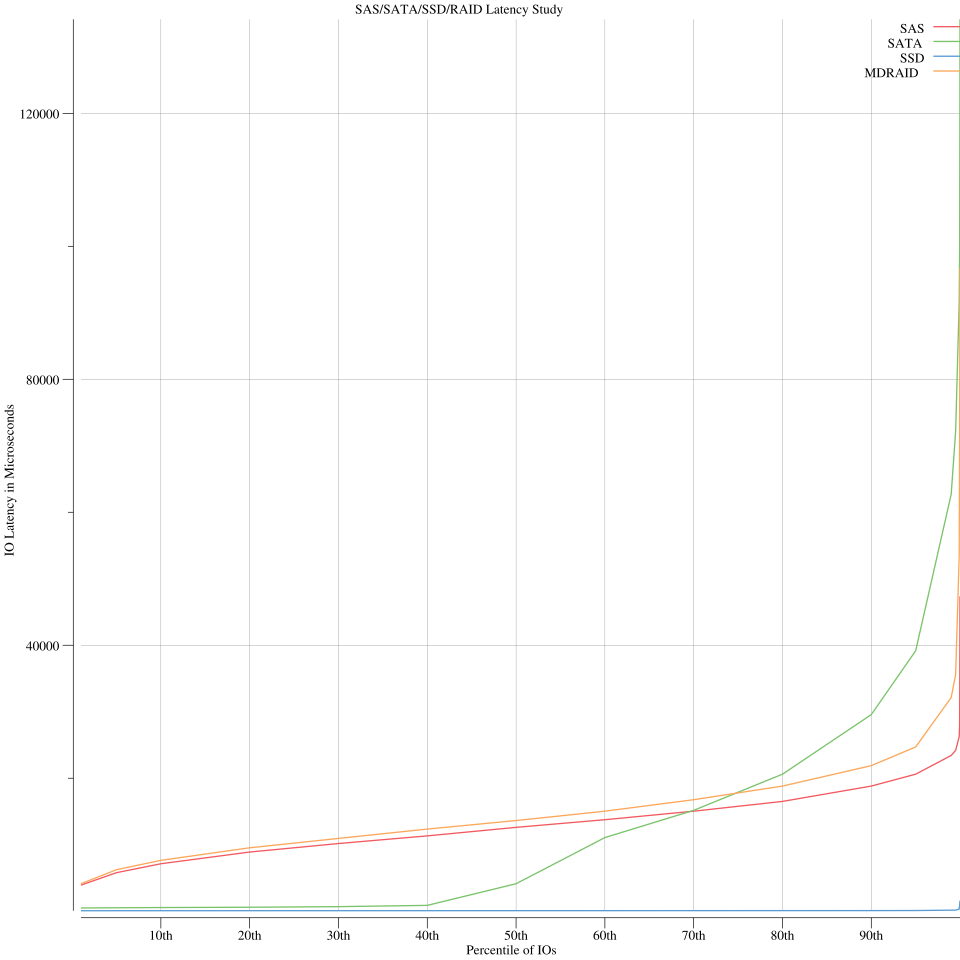 SAS/SATA/SSD/RAID Latency Study
SAS
SATA
SSD
MDRAID
120000
80000
40000
IO Latency in Microseconds
10th 20th 30th 40th 50th 60th 70th 80th 90th
Percentile of IOs